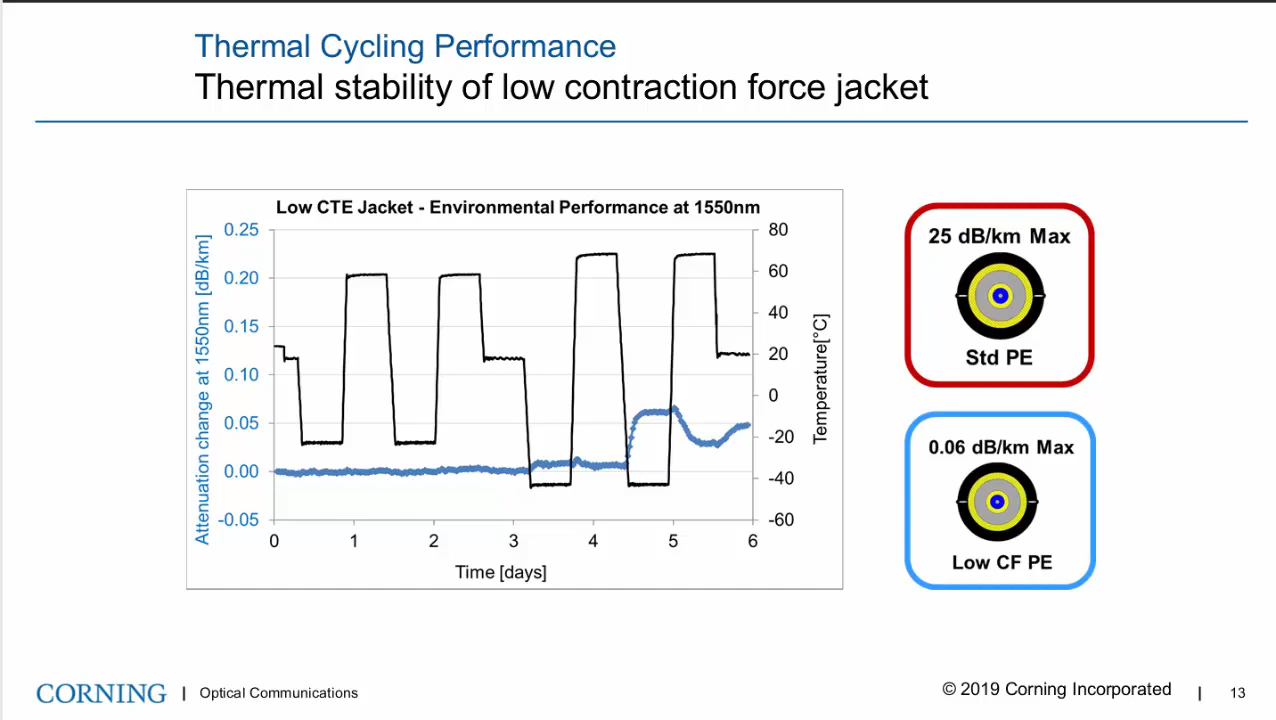 Thermal Cycling Performance
Thermal stability of low contraction force jacket
Low CTE Jacket - Environmental Performance at 1550nm
Attenuation change at 1550nm [dB/km]
0.25
0.20
0.15
0.10
0.05
0.00
-0.05
80
60
40
20
0
-20
-40
-60
Temperature[°C]
0 1 2 3 4 5 6
Time [days]
25 dB/km Max
Std PE
0.06 dB/km Max
Low CF PE
CORNING | Optical Communications
© 2019 Corning Incorporated | 13